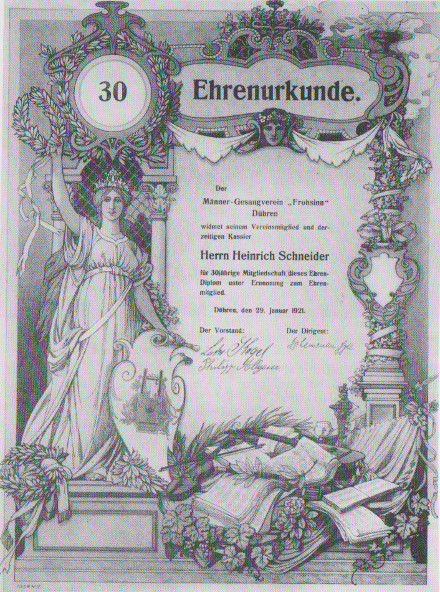 30
Ehrenurkunde.
Der
Männer-Gesangverein „Frohsinn"
Dühren
widmet seinem Vereinsmitglied und der-
zeitigen Kassier
Herrn Heinrich Schneider
für 30jährige Mitgliedschaft dieses Ehren-
Diplom unter Ernennung zum Ehren-
mitglied.
Dühren, den 29. Januar 1921.
Der Vorstand: Der Dirigent:
Philipp